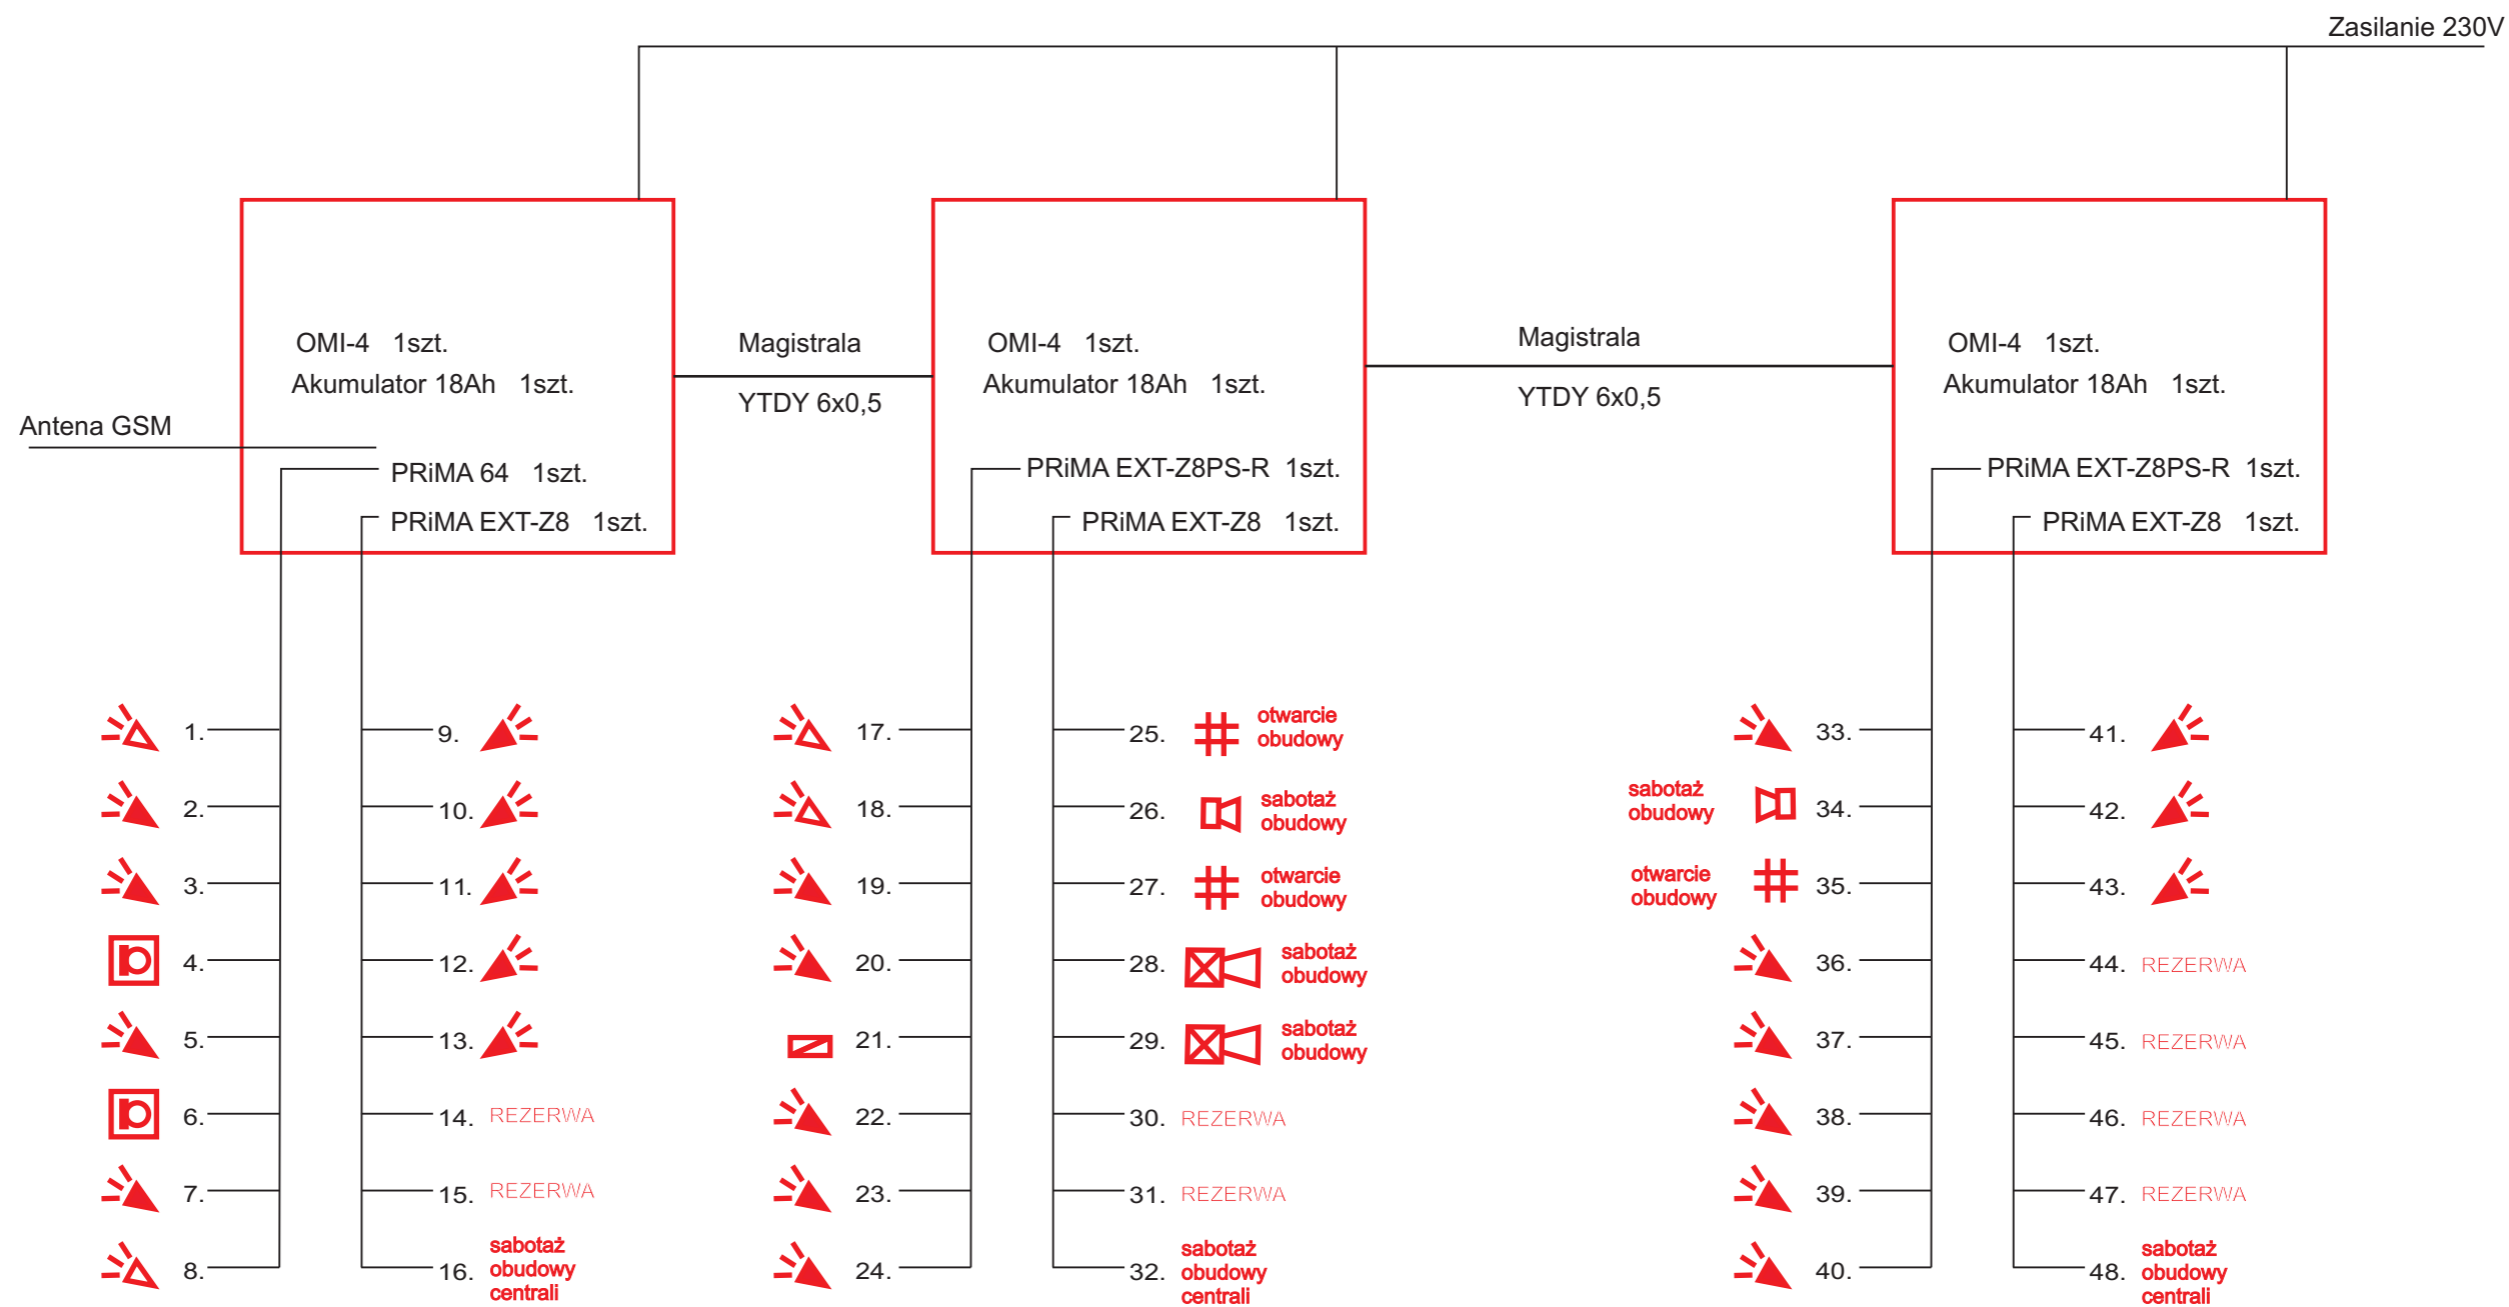 Zasilanie 230V
OMI-4 1szt.
Akumulator 18Ah 1szt.
Antena GSM
PRiMA 64 1szt.
PRiMA EXT-Z8 1szt.
Magistrala
YTDY 6x0,5
OMI-4 1szt.
Akumulator 18Ah 1szt.
PRiMA EXT-Z8PS-R 1szt.
PRiMA EXT-Z8 1szt.
Magistrala
YTDY 6x0,5
OMI-4 1szt.
Akumulator 18Ah 1szt.
PRiMA EXT-Z8PS-R 1szt.
PRiMA EXT-Z8 1szt.
1.
2.
3.
4.
5.
6.
7.
8.
9.
10.
11.
12.
13.
14. REZERWA
15. REZERWA
16. sabotaż
obudowy
centrali
17.
18.
19.
20.
21.
22.
23.
24.
25. otwarcie
obudowy
26. sabotaż
obudowy
27. otwarcie
obudowy
28. sabotaż
obudowy
29. sabotaż
obudowy
30. REZERWA
31. REZERWA
32. sabotaż
obudowy
centrali
33.
sabotaż
obudowy 34.
otwarcie
obudowy 35.
36.
37.
38.
39.
40.
41.
42.
43.
44. REZERWA
45. REZERWA
46. REZERWA
47. REZERWA
48. sabotaż
obudowy
centrali